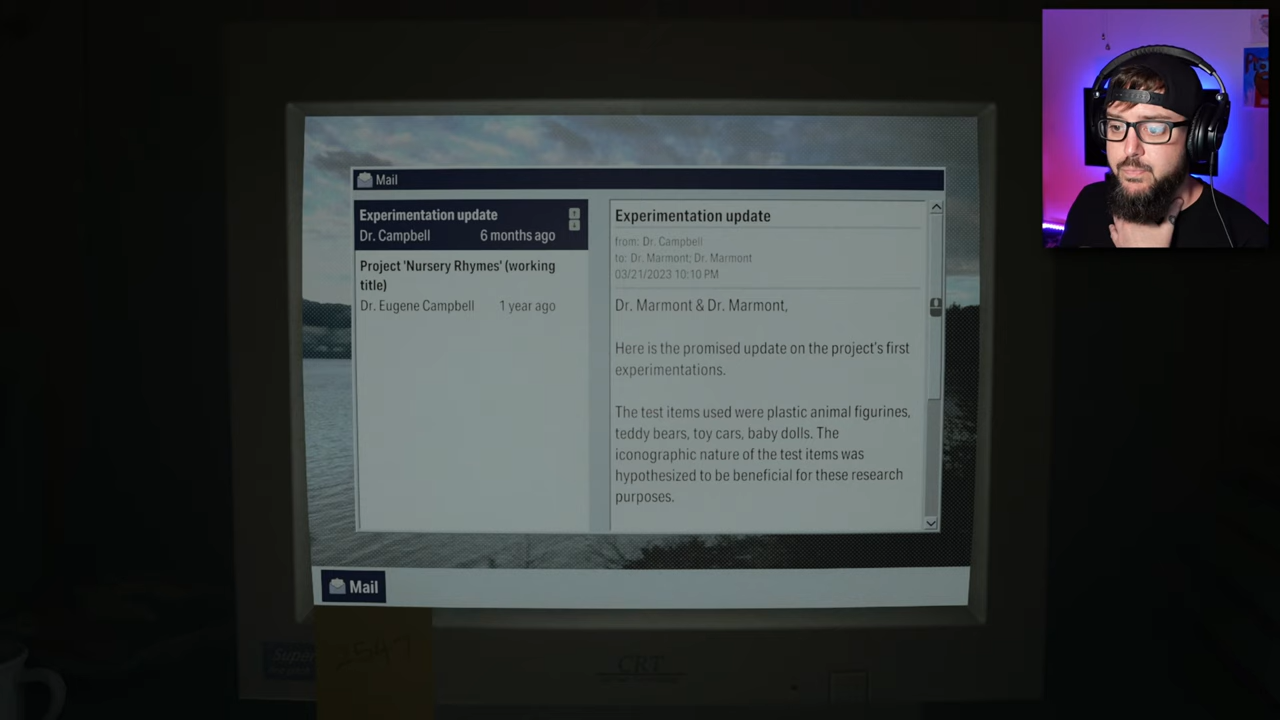 Mail
Experimentation update
Dr. Campbell 6 months ago
Project 'Nursery Rhymes' (working
title)
Dr. Eugene Campbell 1 year ago
Experimentation update
from: Dr. Campbell
to: Dr. Marmont; Dr. Marmont
03/21/2023 10:10 PM
Dr. Marmont & Dr. Marmont,
Here is the promised update on the project's first
experimentations.
The test items used were plastic animal figurines,
teddy bears, toy cars, baby dolls. The
iconographic nature of the test items was
hypothesized to be beneficial for these research
purposes.
Mail
CRT